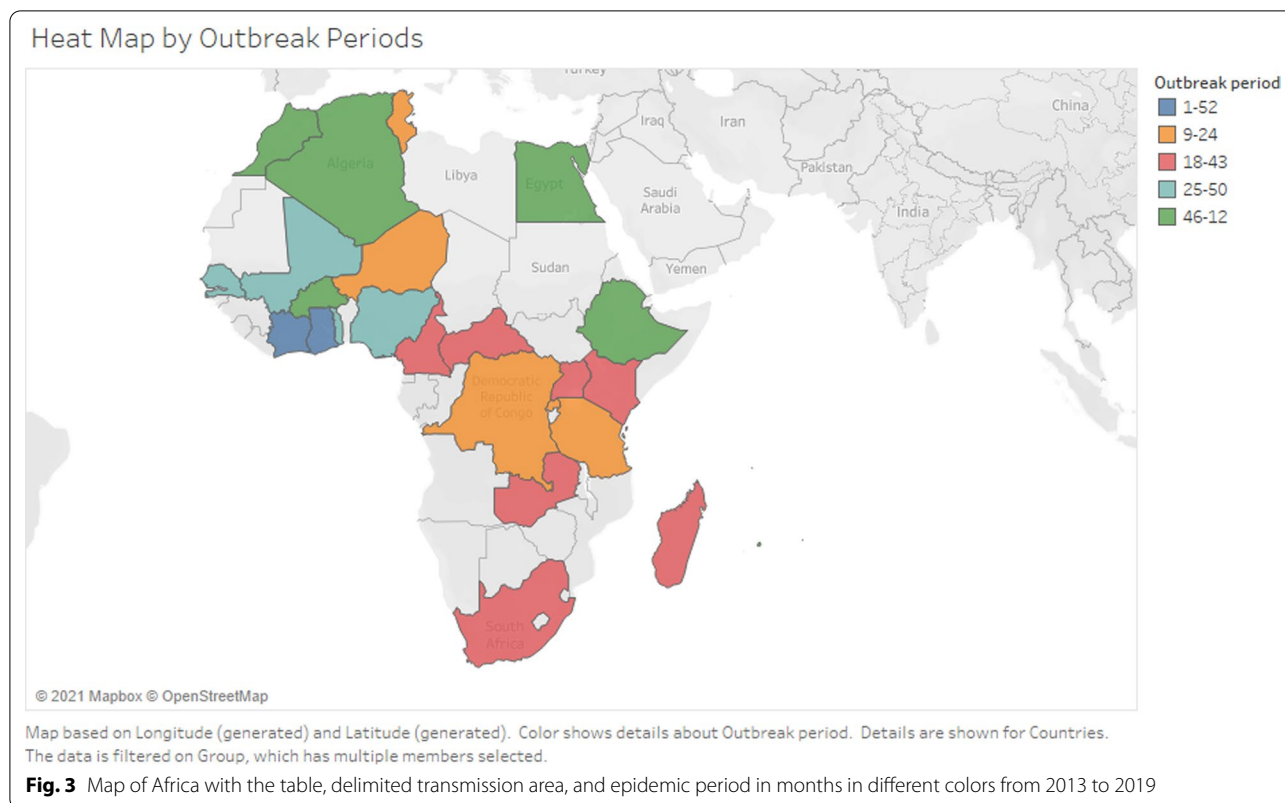 Heat Map by Outbreak Periods
Turkey
Iraq
Iran
China
Pakistan
Algeria
Libya
Egypt
Saudi
Arabia
India
Sudan
Yemen
Democratic
Republic
of Congo
South
Africa
© 2021 Mapbox © OpenStreetMap
Outbreak period
1-52
9-24
18-43
25-50
46-12
Map based on Longitude (generated) and Latitude (generated). Color shows details about Outbreak period. Details are shown for Countries.
The data is filtered on Group, which has multiple members selected.
Fig. 3 Map of Africa with the table, delimited transmission area, and epidemic period in months in different colors from 2013 to 2019